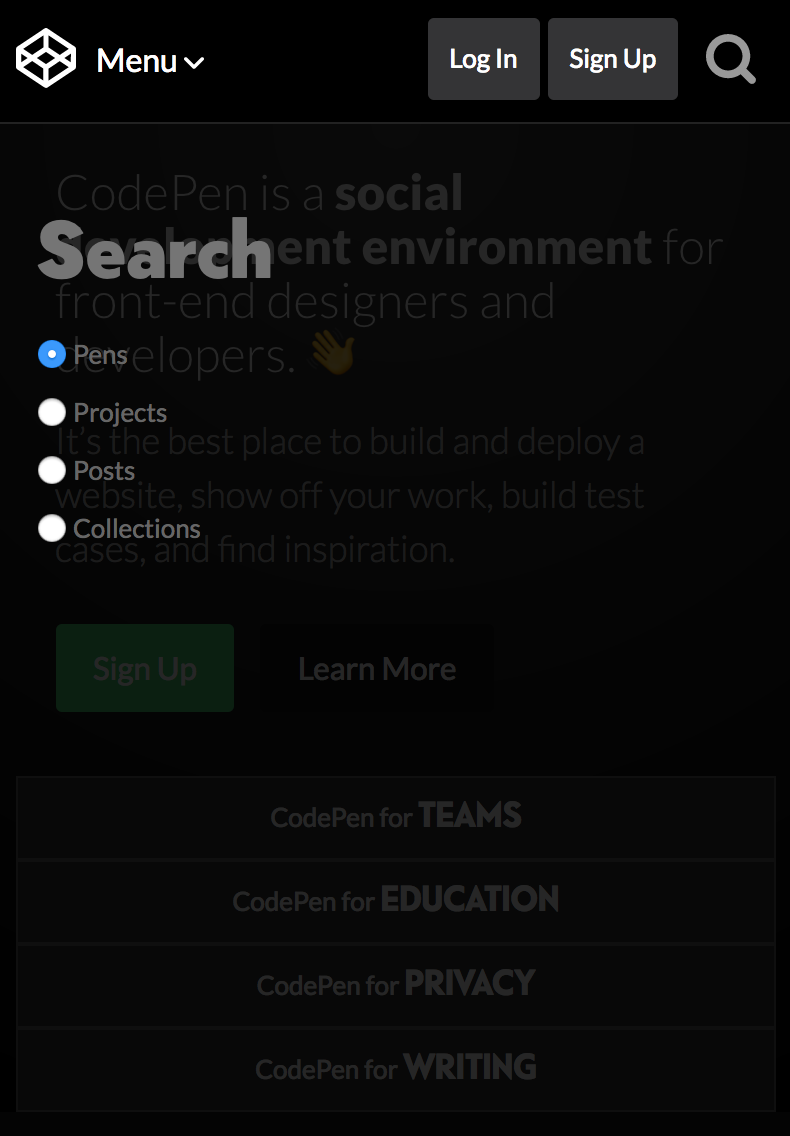 Menu
Log In
Sign Up
CodePen is a social
development environment for
front-end designers and
developers. 👋
Search
Pens
Projects
Posts
Collections
It's the best place to build and deploy a
website, show off your work, build test
cases, and find inspiration.
Sign Up
Learn More
CodePen for TEAMS
CodePen for EDUCATION
CodePen for PRIVACY
CodePen for WRITING